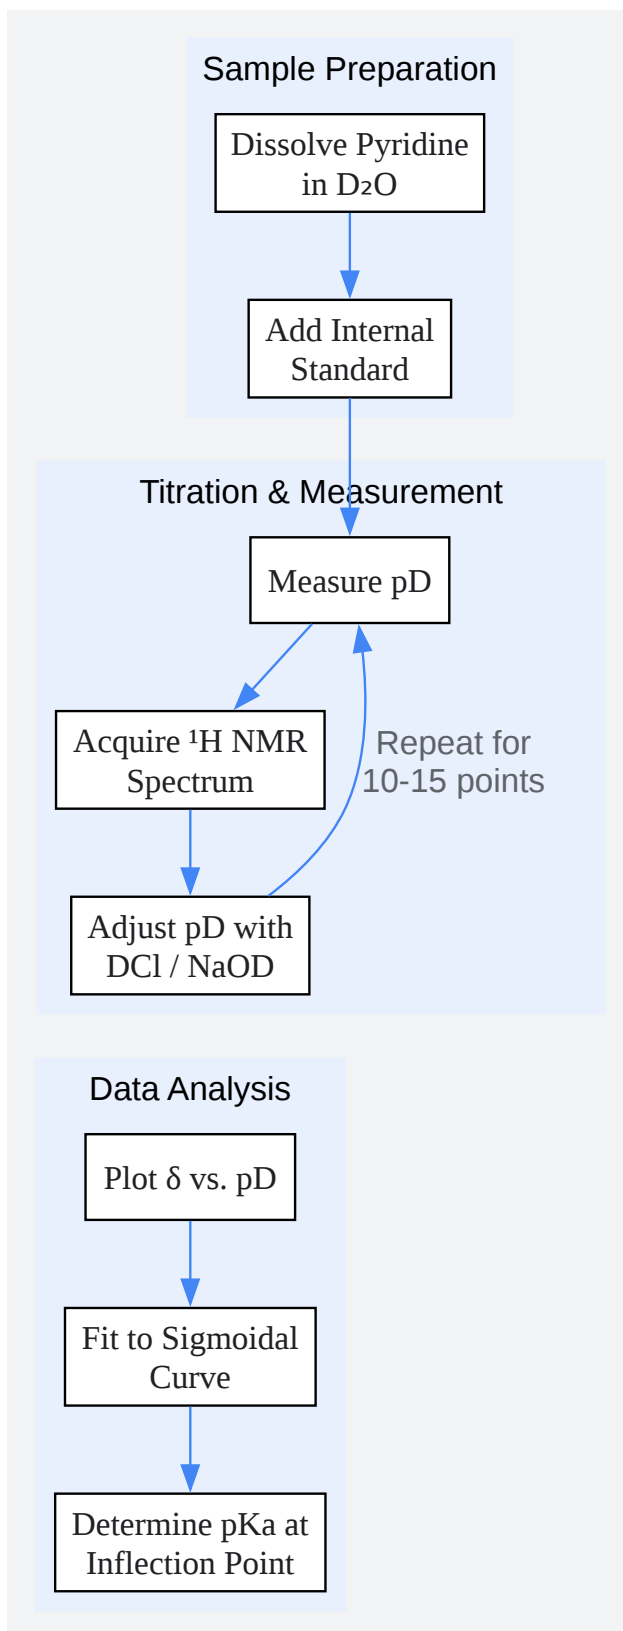 Sample Preparation
Dissolve Pyridine
in D₂O
Add Internal
Standard
Titration & Measurement
Measure pD
Acquire ¹H NMR
Spectrum
Repeat for
10-15 points
Adjust pD with
DCl / NaOD
Data Analysis
Plot δ vs. pD
Fit to Sigmoidal
Curve
Determine pKa at
Inflection Point